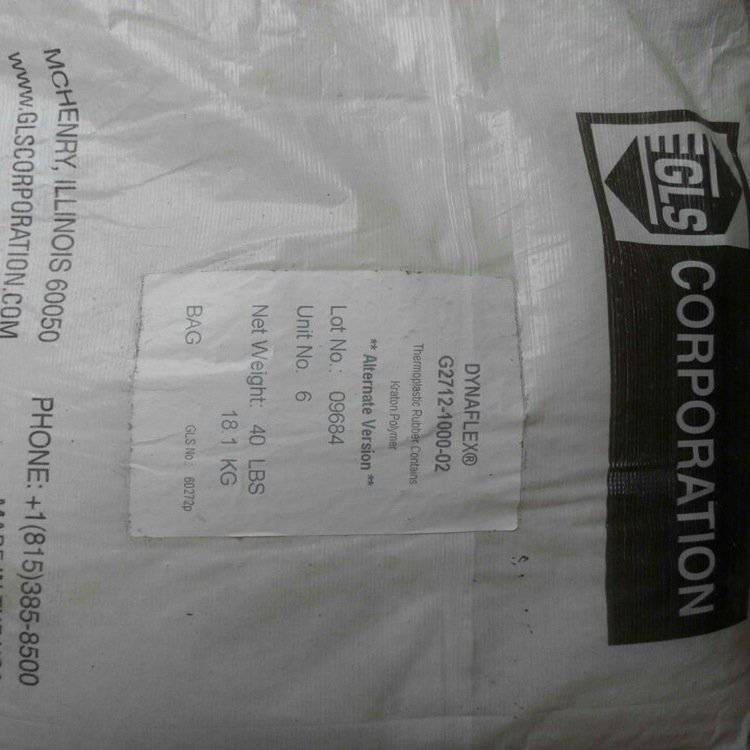 GLS CORPORATION
DYNAFLEX®
G2712-1000-02
Thermoplastic Rubber Contains
Kraton Polymer
** Alternate Version **
Lot No.: 09684
Unit No. 6
Net Weight: 40 LBS
18.1 KG
BAG GLS No.: 60272p
MCHENRY, ILLINOIS 60050 PHONE: +1(815)385-8500
WWW.GLSCORPORATION.COM MADE IN